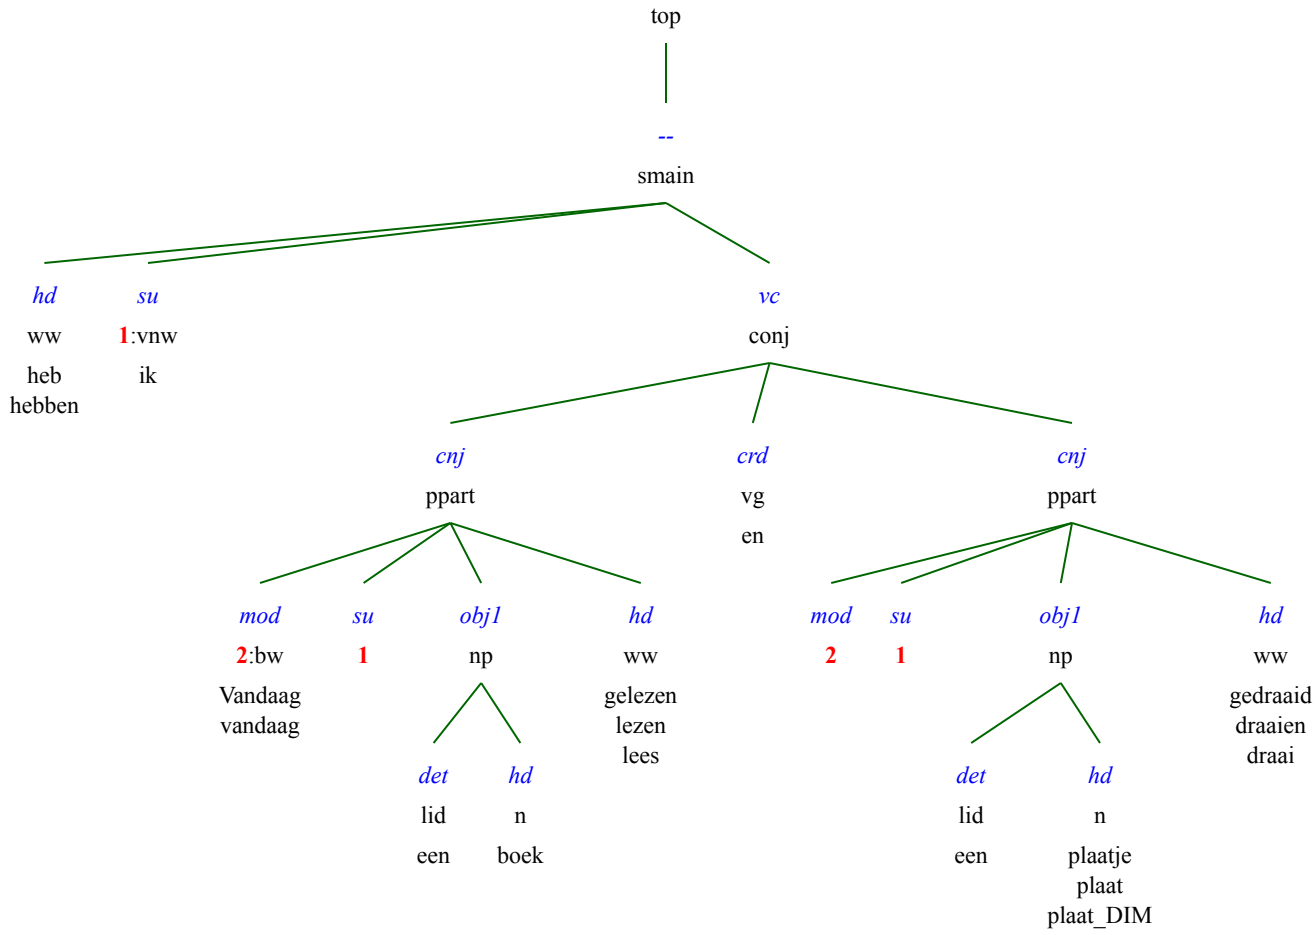 top
--
smain
hd su vc
ww 1:vnw conj
heb ik
hebben
cnj crd cnj
ppart vg ppart
en
mod su obj1 hd mod su obj1 hd
2:bw 1 np ww 2 1 np ww
Vandaag gelezen gedraaid
vandaag lezen draaien
lees draai
det hd det hd
lid n lid n
een boek een plaatje
plaat
plaat_DIM